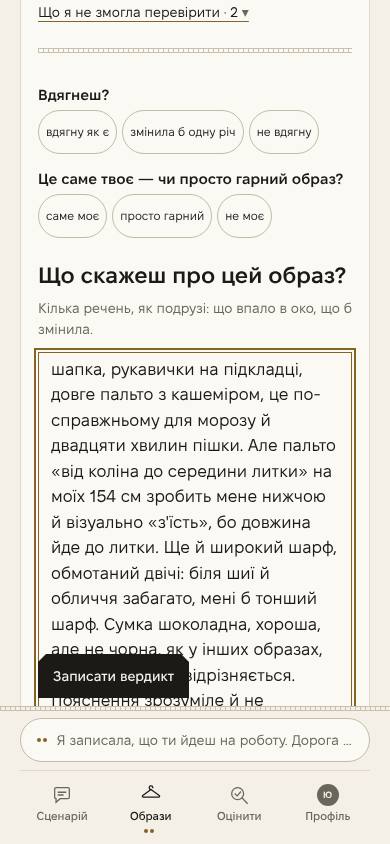 Що я не змогла перевірити · 2 ▾
Вдягнеш?
вдягну як є
змінила б одну річ
не вдягну
Це саме твоє — чи просто гарний образ?
саме моє
просто гарний
не моє
Що скажеш про цей образ?
Кілька речень, як подрузі: що впало в око, що б
змінила.
шапка, рукавички на підкладці,
довге пальто з кашеміром, це по-
справжньому для морозу й
двадцяти хвилин пішки. Але пальто
«від коліна до середини литки» на
моїх 154 см зробить мене нижчою
й візуально «з'їсть», бо довжина
йде до литки. Ще й широкий шарф,
обмотаний двічі: біля шиї й
обличчя забагато, мені б тонший
шарф. Сумка шоколадна, хороша,
але не чорна, як у інших образах,
відрізняється.
Записати вердикт
Пояснення зрозуміле й не
Я записала, що ти йдеш на роботу. Дорога ...
Сценарій
Образи
Оцінити
Ю
Профіль